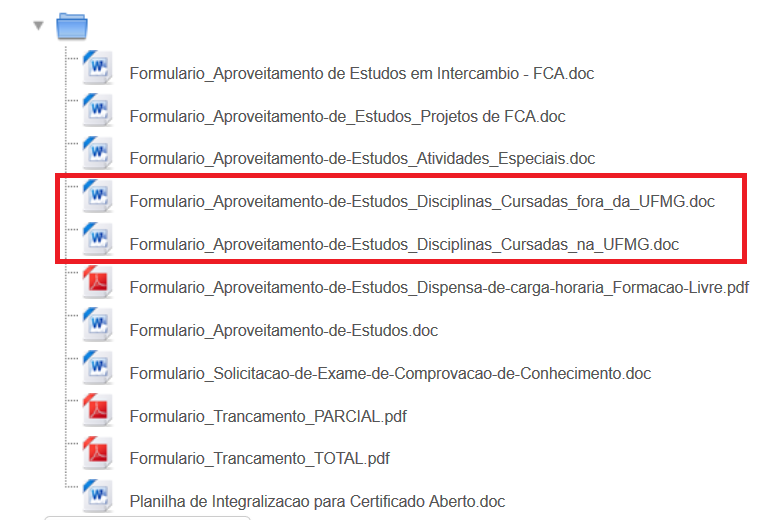 Formulario_Aproveitamento de Estudos em Intercambio - FCA.doc
Formulario_Aproveitamento-de_Estudos_Projetos de FCA.doc
Formulario_Aproveitamento-de-Estudos_Atividades_Especiais.doc
Formulario_Aproveitamento-de-Estudos_Disciplinas_Cursadas_fora_da_UFMG.doc
Formulario_Aproveitamento-de-Estudos_Disciplinas_Cursadas_na_UFMG.doc
Formulario_Aproveitamento-de-Estudos_Dispensa-de-carga-horaria_Formacao-Livre.pdf
Formulario_Aproveitamento-de-Estudos.doc
Formulario_Solicitacao-de-Exame-de-Comprovacao-de-Conhecimento.doc
Formulario_Trancamento_PARCIAL.pdf
Formulario_Trancamento_TOTAL.pdf
Planilha de Integralizacao para Certificado Aberto.doc